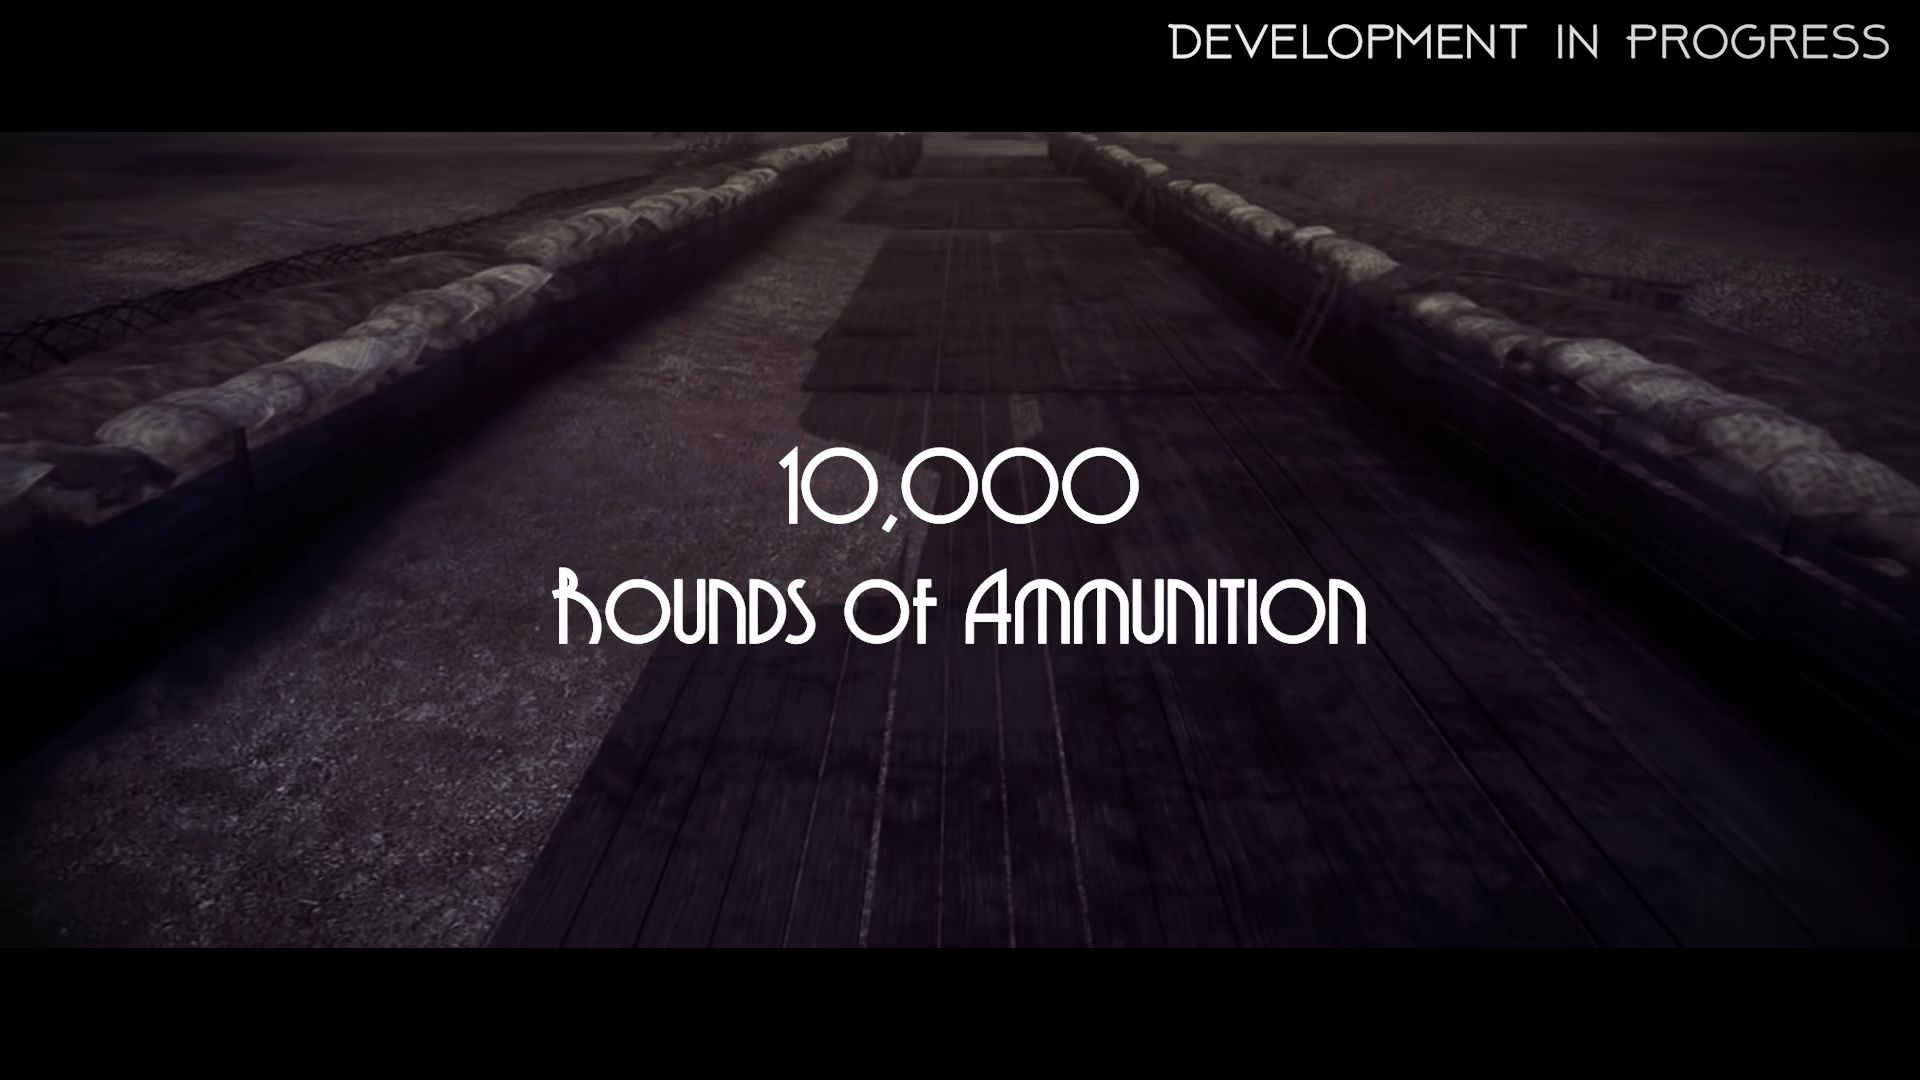 Development in Progress
10,000
Rounds of Ammunition